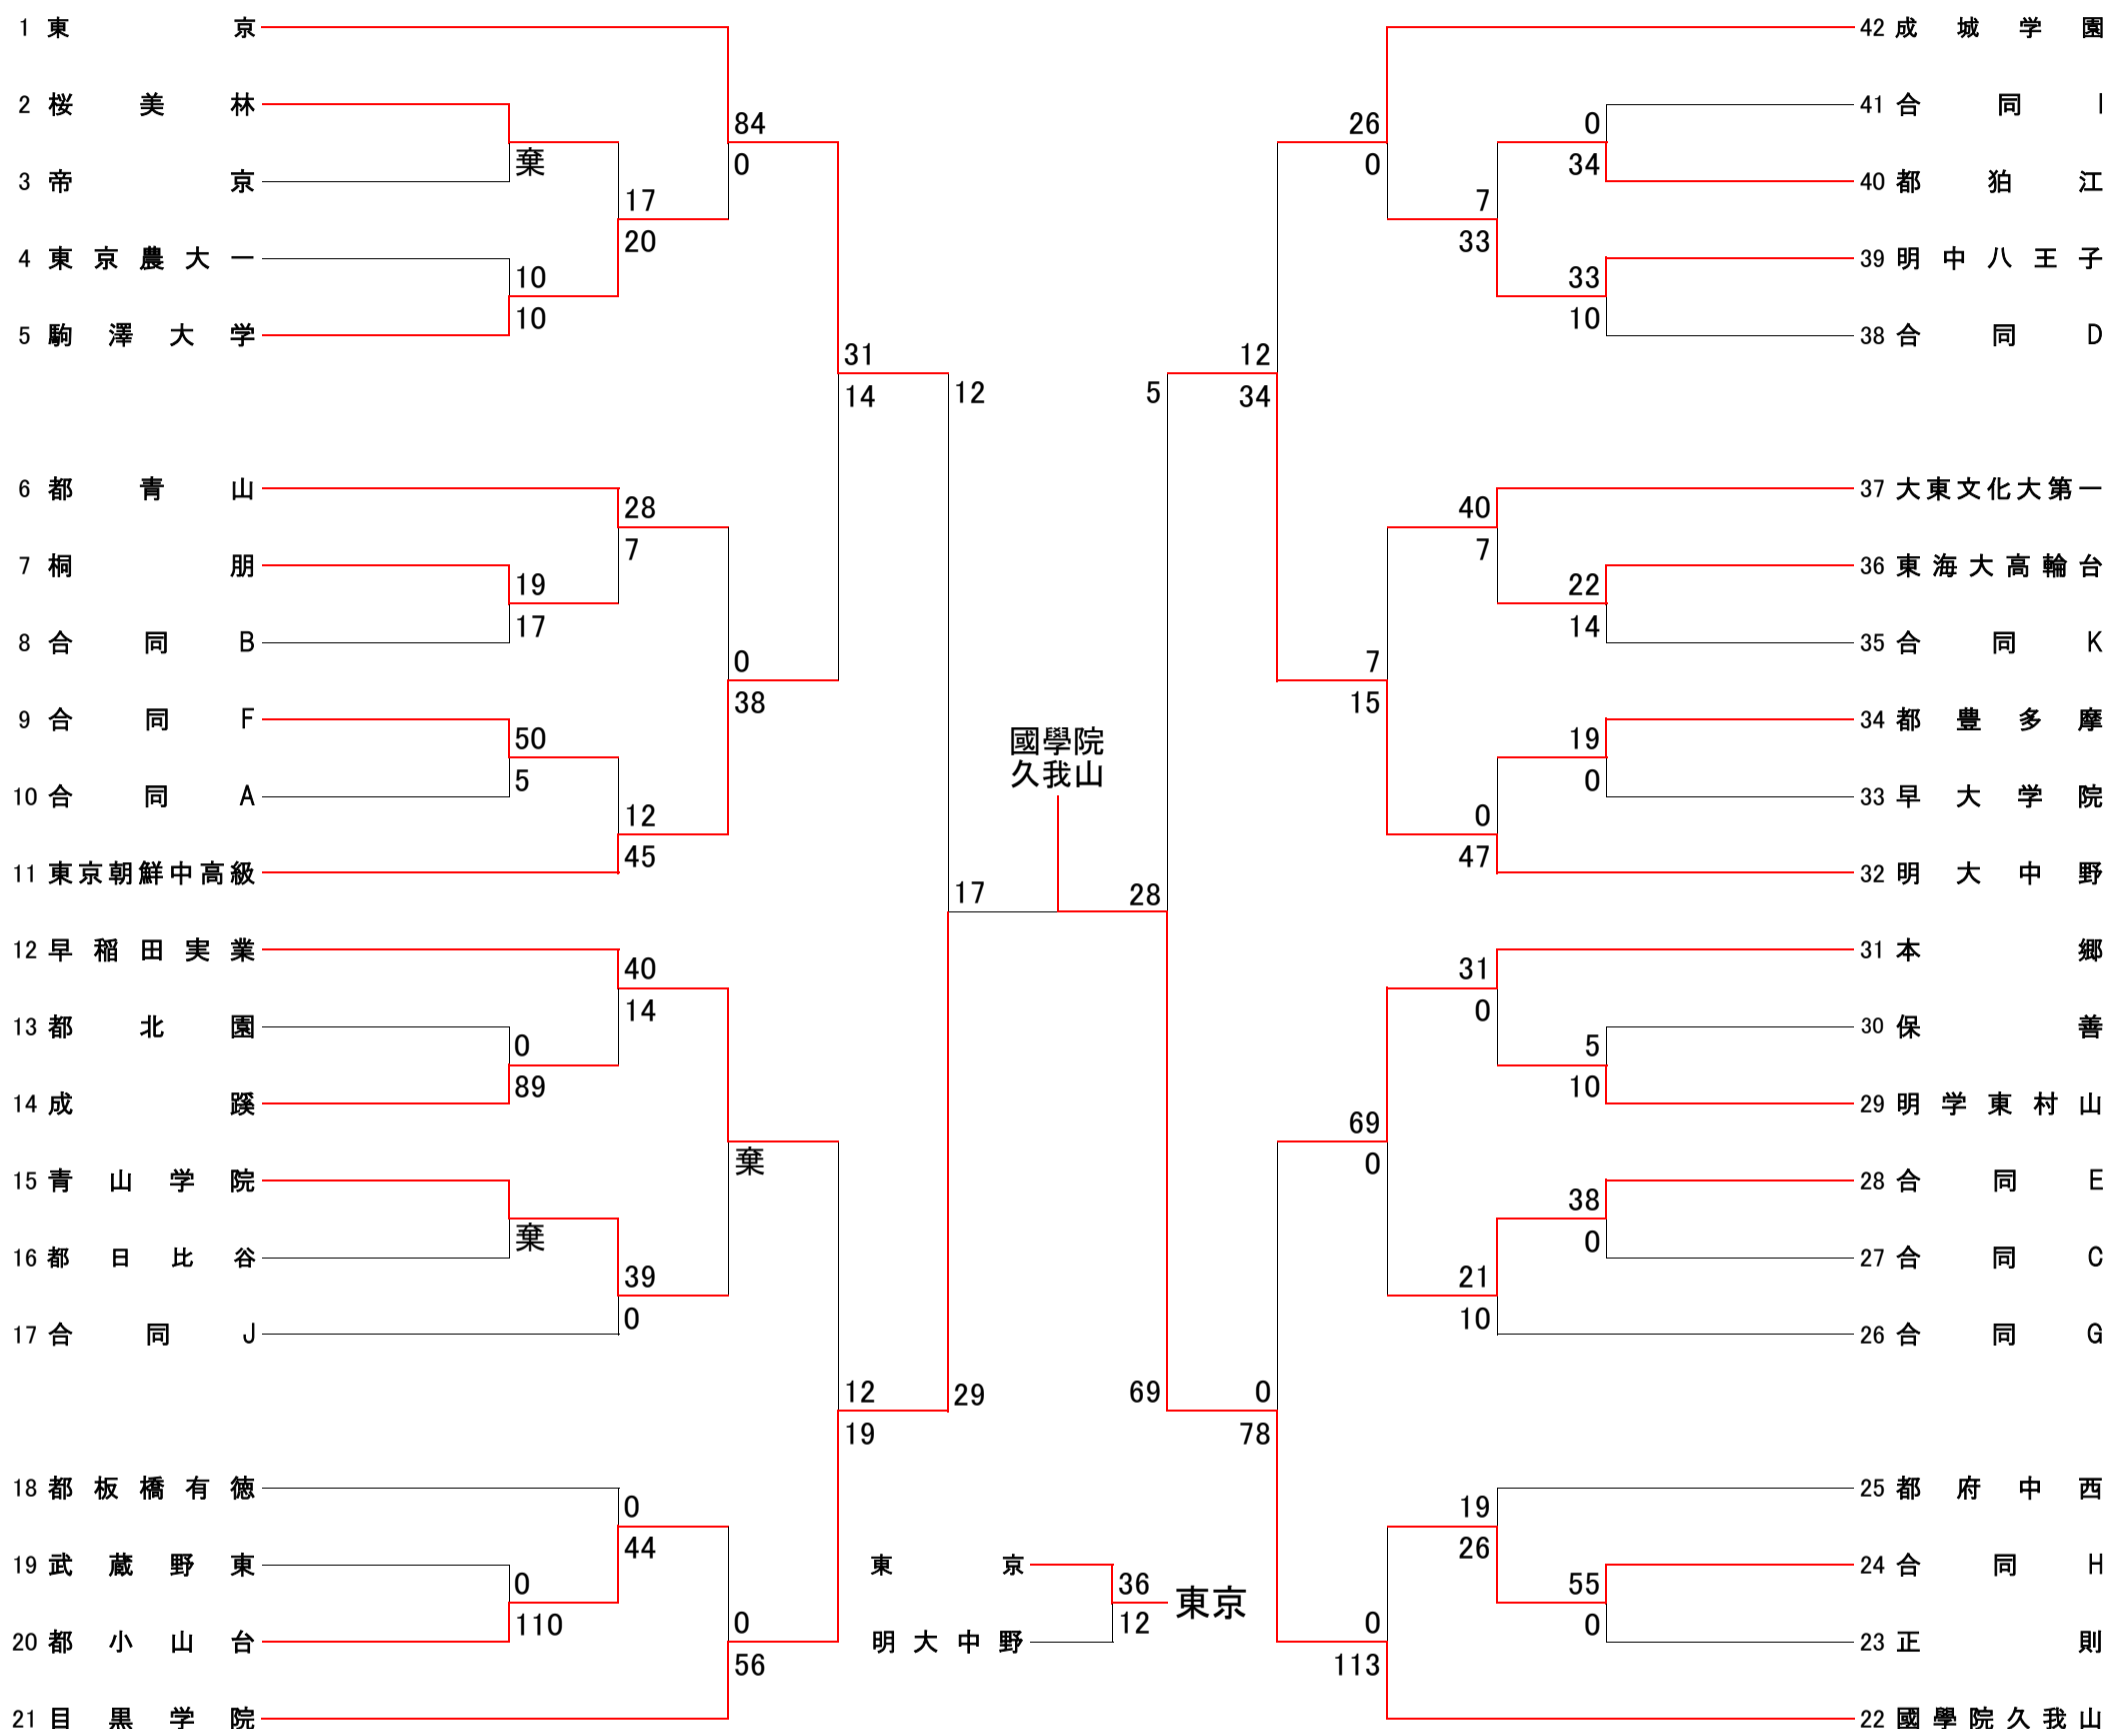 1 東京
42 成城学園
2 桜美林
41 合同I
84
26
0
棄
0
0
34
3 帝京
40 都狛江
17
7
20
33
4 東京農大一
39 明中八王子
10
33
10
10
5 駒澤大学
38 合同D
31
12
14
12
5
34
6 都青山
37 大東文化大第一
28
40
7
7
7 桐朋
36 東海大高輪台
19
22
17
14
8 合同B
35 合同K
0
7
38
15
9 合同F
34 都豊多摩
50
19
國學院
久我山
5
0
10 合同A
33 早大学院
12
0
45
47
11 東京朝鮮中高級
32 明大中野
17
28
12 早稲田実業
31 本郷
40
31
14
0
13 都北園
30 保善
0
5
89
10
14 成蹊
29 明学東村山
69
棄
0
15 青山学院
28 合同E
38
棄
0
16 都日比谷
27 合同C
39
21
0
10
17 合同J
26 合同G
12
29
69
0
19
78
18 都板橋有徳
25 都府中西
0
19
44
26
19 武蔵野東
東京
24 合同H
0
36
55
110
12
東京
0
20 都小山台
明大中野
23 正則
0
0
56
113
21 目黒学院
22 國學院久我山